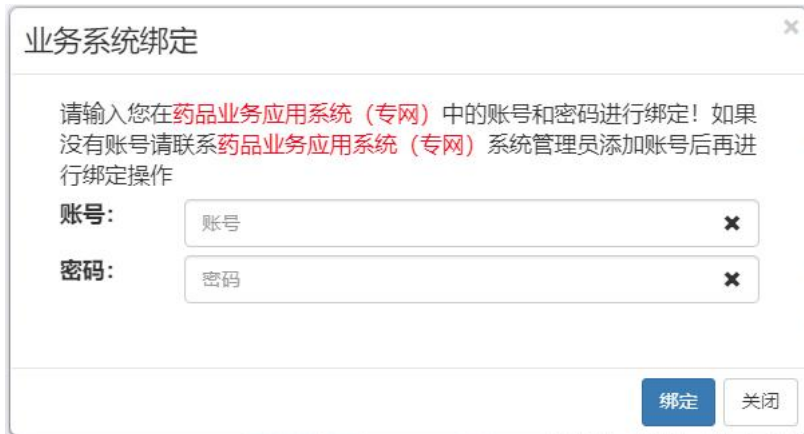 业务系统绑定
请输入您在药品业务应用系统（专网）中的账号和密码进行绑定！如果
没有账号请联系药品业务应用系统（专网）系统管理员添加账号后再进
行绑定操作
账号：
账号
密码：
密码
绑定
关闭